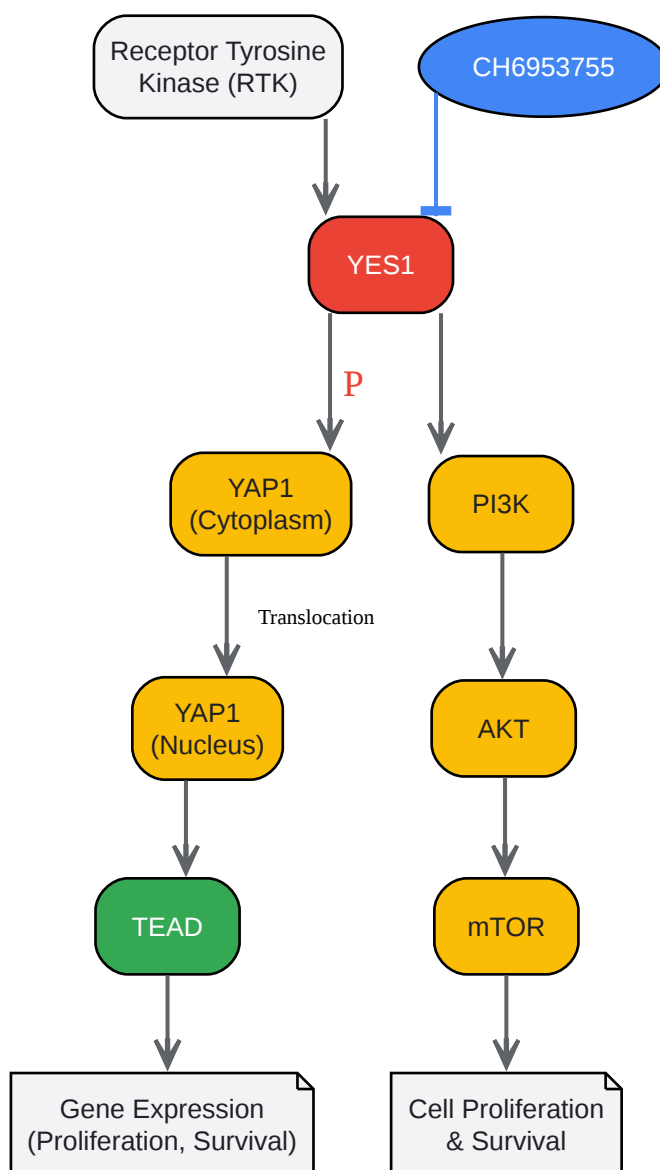 Receptor Tyrosine
Kinase (RTK)
CH6953755
YES1
P
YAP1
(Cytoplasm)
PI3K
Translocation
YAP1
(Nucleus)
AKT
TEAD
mTOR
Gene Expression
(Proliferation, Survival)
Cell Proliferation
& Survival